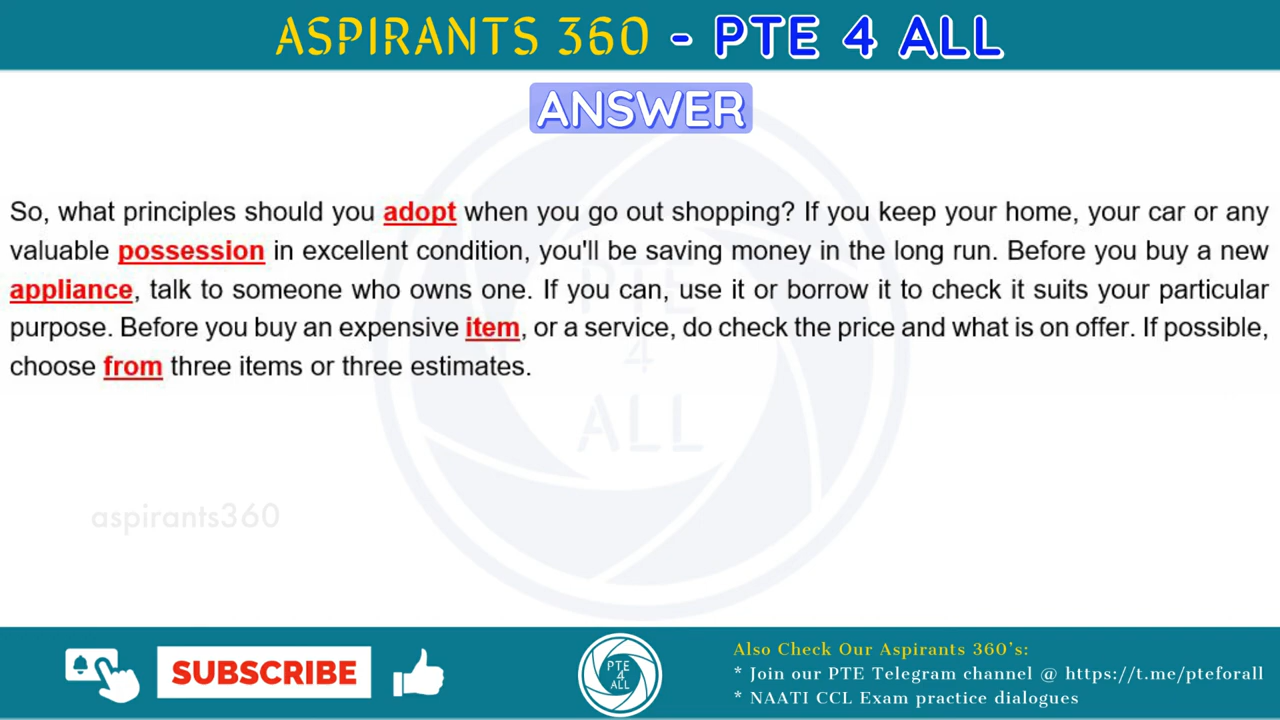 ASPIRANTS 360 - PTE 4 ALL
ANSWER
So, what principles should you adopt when you go out shopping? If you keep your home, your car or any
valuable possession in excellent condition, you'll be saving money in the long run. Before you buy a new
appliance, talk to someone who owns one. If you can, use it or borrow it to check it suits your particular
purpose. Before you buy an expensive item, or a service, do check the price and what is on offer. If possible,
choose from three items or three estimates.
PTE
4
ALL
aspirants360
SUBSCRIBE
PTE
4
ALL
Also Check Our Aspirants 360's:
* Join our PTE Telegram channel @ https://t.me/pteforall
* NAATI CCL Exam practice dialogues